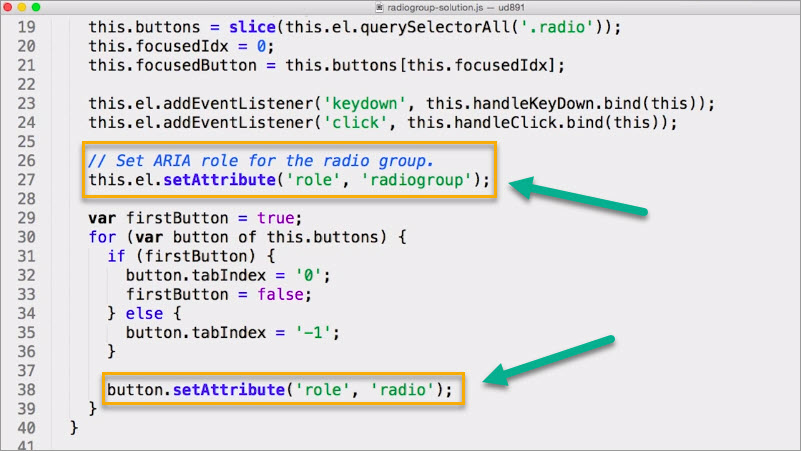 radiogroup-solution.js — ud891
19 this.buttons = slice(this.el.querySelectorAll('.radio'));
20 this.focusedIdx = 0;
21 this.focusedButton = this.buttons[this.focusedIdx];
22
23 this.el.addEventListener('keydown', this.handleKeyDown.bind(this));
24 this.el.addEventListener('click', this.handleClick.bind(this));
25
26 // Set ARIA role for the radio group.
27 this.el.setAttribute('role', 'radiogroup');
28
29 var firstButton = true;
30 for (var button of this.buttons) {
31 if (firstButton) {
32 button.tabIndex = '0';
33 firstButton = false;
34 } else {
35 button.tabIndex = '-1';
36 }
37
38 button.setAttribute('role', 'radio');
39 }
40 }
41